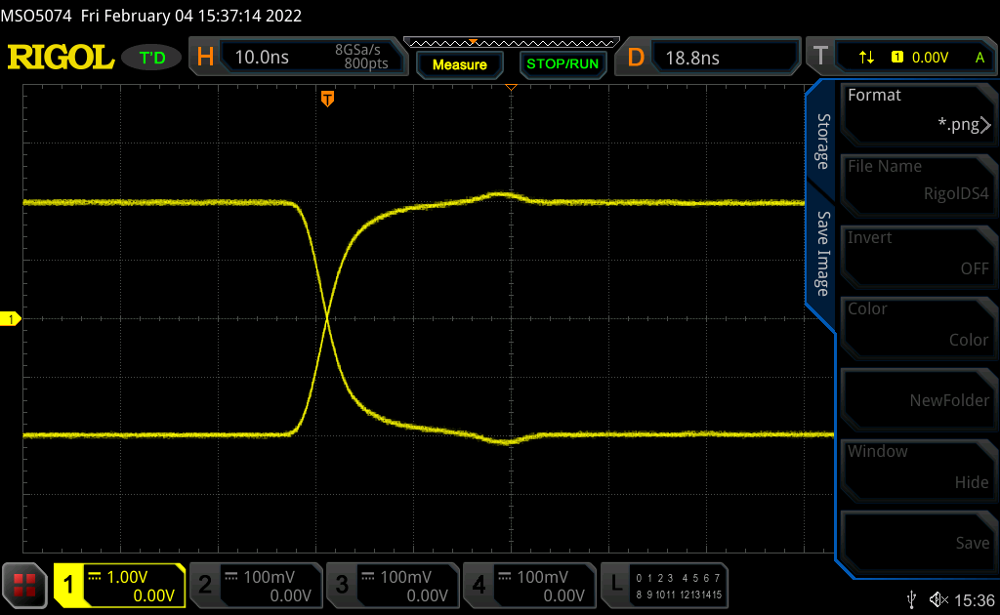 MSO5074 Fri February 04 15:37:14 2022
RIGOL T'D H 10.0ns 8GSa/s 800pts Measure STOP/RUN D 18.8ns T 1 0.00V A
T
Format
*.png
Storage
File Name
RigolDS4
Save Image
Invert
OFF
1
Color
Color
NewFolder
Window
Hide
Save
1 1.00V 0.00V
2 100mV 0.00V
3 100mV 0.00V
4 100mV 0.00V
L 0 1 2 3 4 5 6 7
8 9 10 11 12 13 14 15
15:36